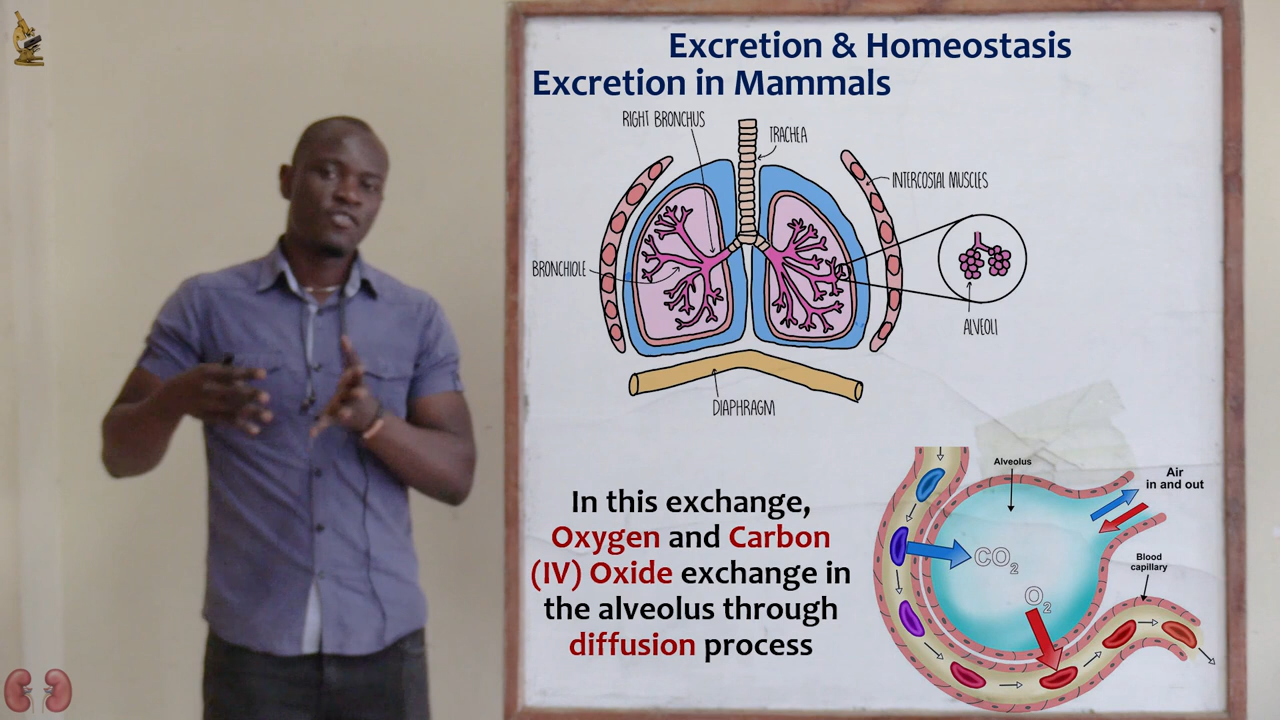 Excretion & Homeostasis
Excretion in Mammals
RIGHT BRONCHUS
TRACHEA
INTERCOSTAL MUSCLES
BRONCHIOLE
ALVEOLI
DIAPHRAGM
In this exchange,
Oxygen and Carbon
(IV) Oxide exchange in
the alveolus through
diffusion process
Alveolus
Air
in and out
CO₂
O₂
Blood
capillary